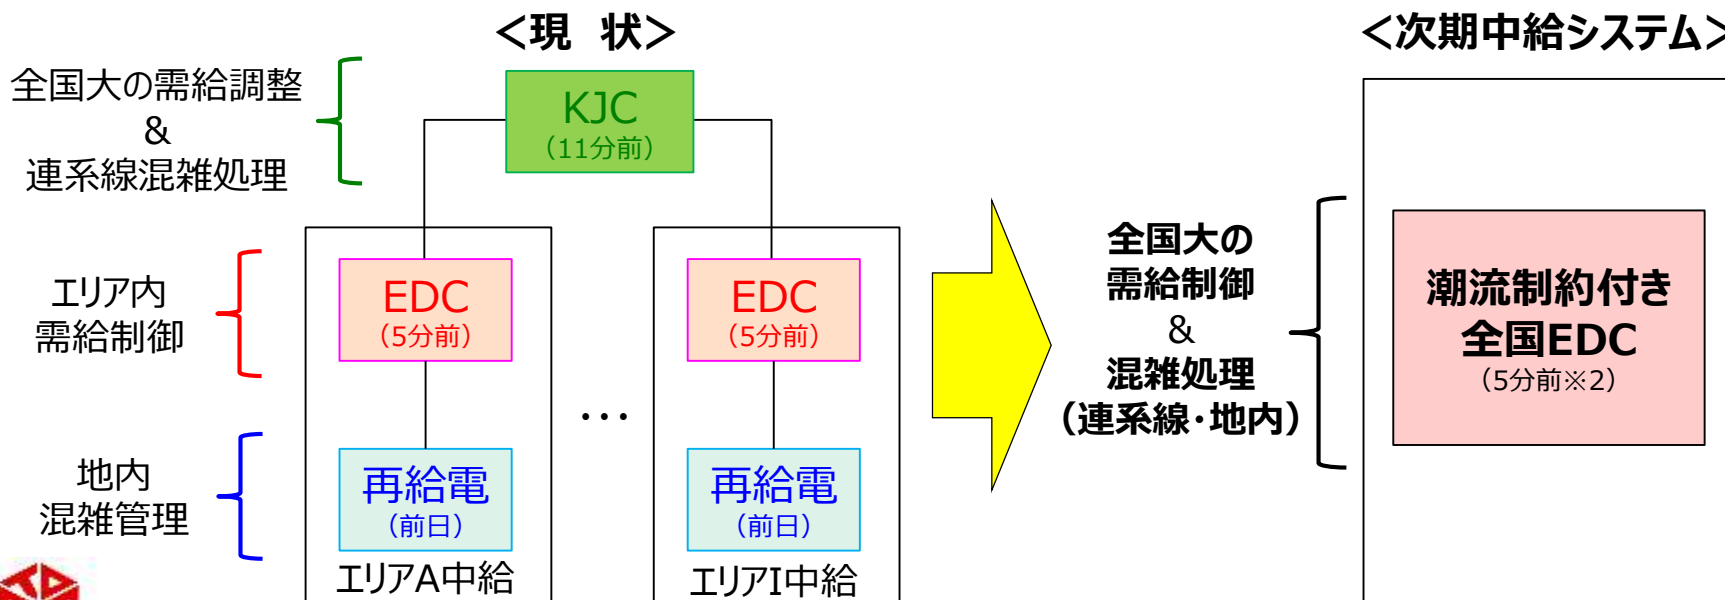 <現 状>
<次期中給システム>
全国大の需給調整
&
連系線混雑処理
KJC
(11分前)
エリア内
需給制御
EDC
(5分前)
EDC
(5分前)
地内
混雑管理
再給電
(前日)
再給電
(前日)
…
エリアA中給
エリアI中給
全国大の
需給制御
&
混雑処理
(連系線・地内)
潮流制約付き
全国EDC
(5分前※2)